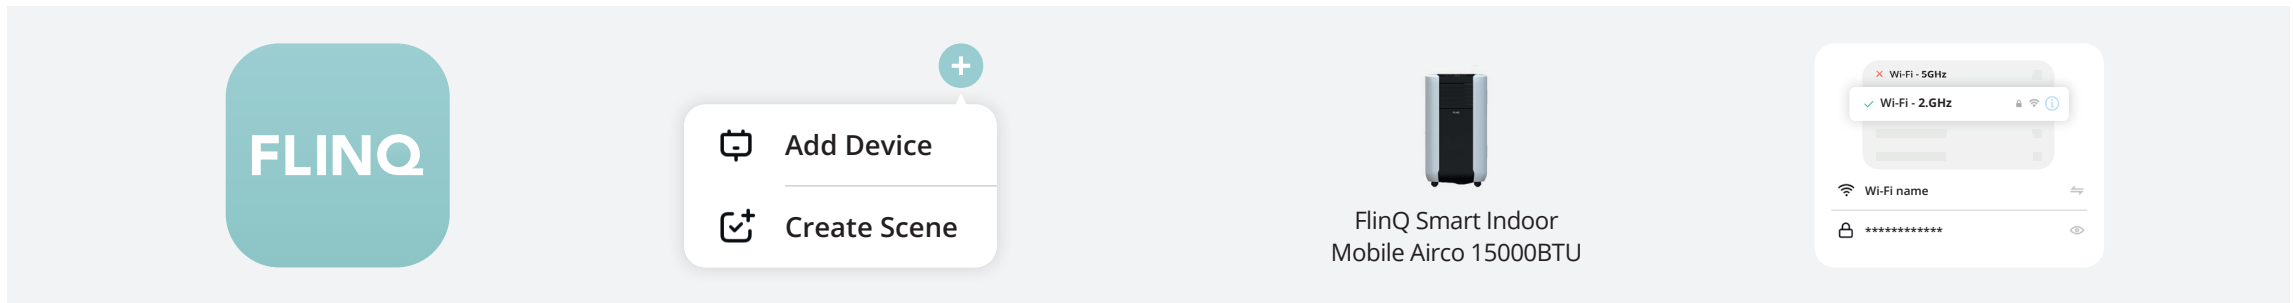 FLINQ
Add Device
Create Scene
FlinQ Smart Indoor
Mobile Airco 15000BTU
Wi-Fi - 5GHz
Wi-Fi - 2.GHz
Wi-Fi name
************